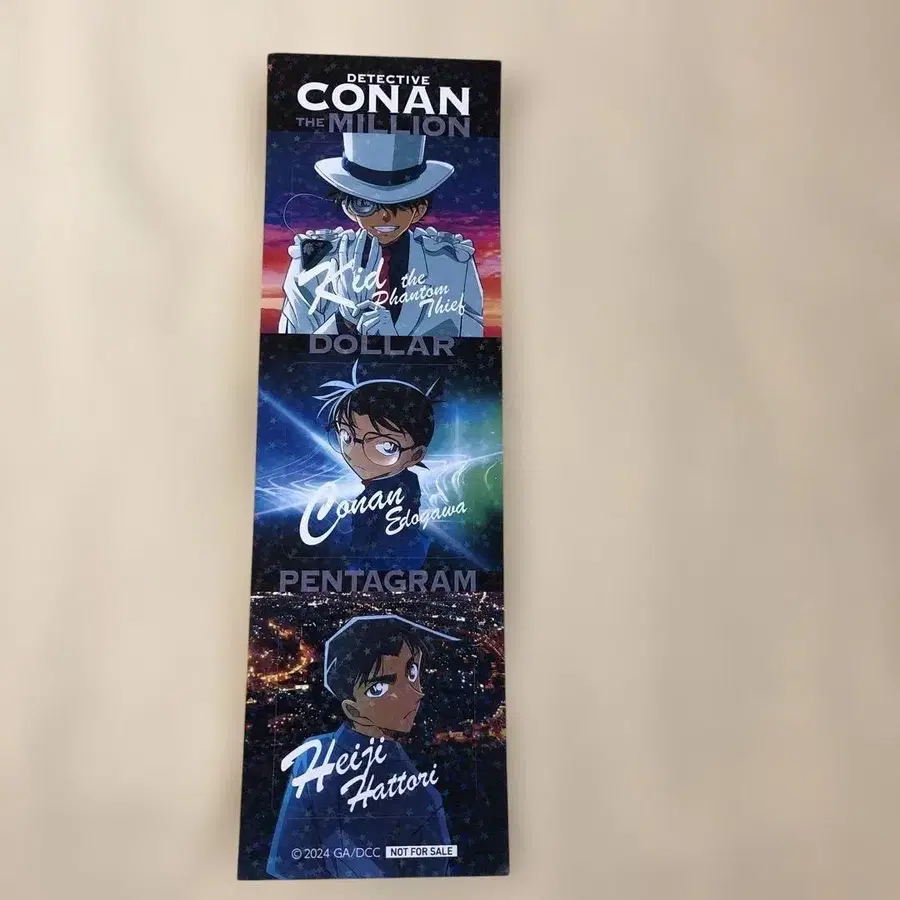 DETECTIVE
CONAN
THE MILLION
Kid the
Phantom
Thief
DOLLAR
Conan
Edogawa
PENTAGRAM
Heiji
Hattori
© 2024 GA/DCC NOT FOR SALE